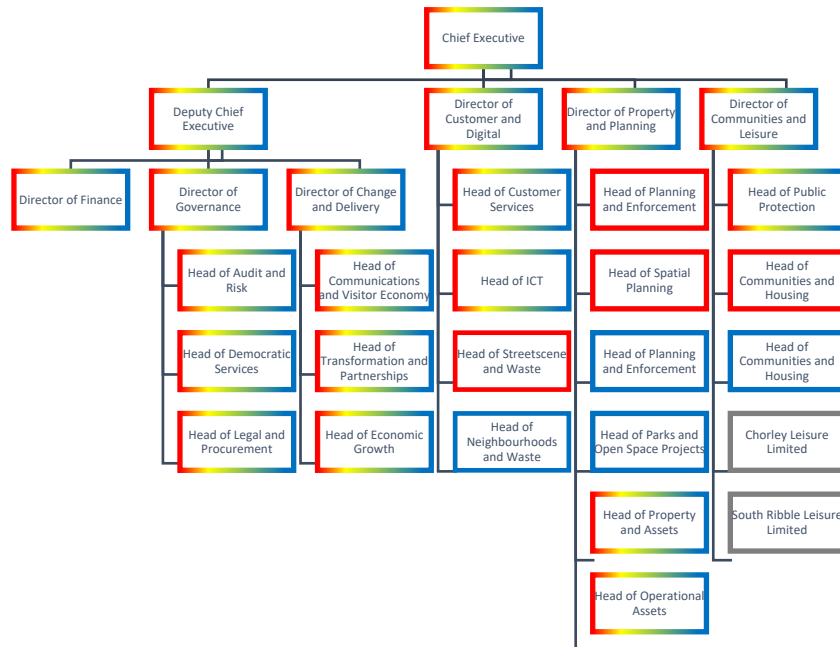 Chief Executive
Deputy Chief
Executive
Director of
Customer and
Digital
Director of Property
and Planning
Director of
Communities and
Leisure
Director of Finance
Director of
Governance
Director of Change
and Delivery
Head of Customer
Services
Head of Planning
and Enforcement
Head of Public
Protection
Head of Audit and
Risk
Head of
Communications
and Visitor Economy
Head of ICT
Head of Spatial
Planning
Head of
Communities and
Housing
Head of Democratic
Services
Head of
Transformation and
Partnerships
Head of Streetscene
and Waste
Head of Planning
and Enforcement
Head of
Communities and
Housing
Head of Legal and
Procurement
Head of Economic
Growth
Head of
Neighbourhoods
and Waste
Head of Parks and
Open Space Projects
Chorley Leisure
Limited
Head of Property
and Assets
South Ribble Leisure
Limited
Head of Operational
Assets